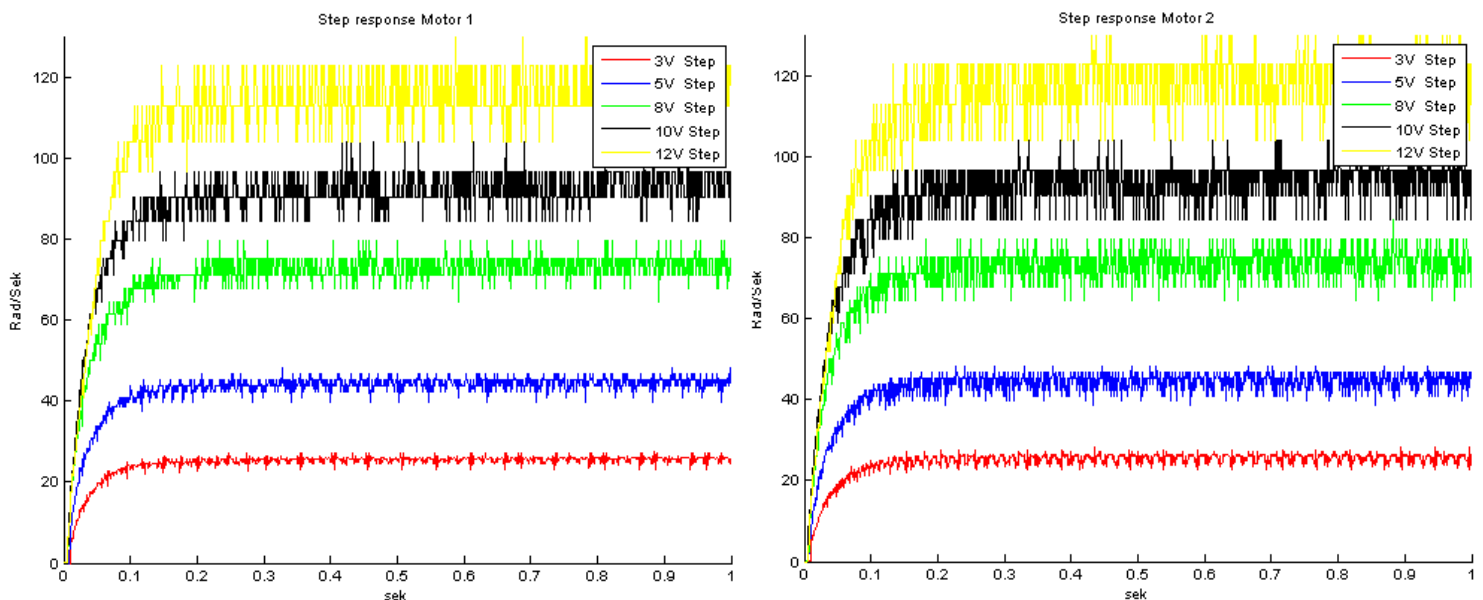 Step response Motor 1
3V Step
5V Step
8V Step
10V Step
12V Step
120
100
80
60
40
20
0
Rad/Sek
0 0.1 0.2 0.3 0.4 0.5 0.6 0.7 0.8 0.9 1
sek
Step response Motor 2
3V Step
5V Step
8V Step
10V Step
12V Step
120
100
80
60
40
20
0
Rad/Sek
0 0.1 0.2 0.3 0.4 0.5 0.6 0.7 0.8 0.9 1
sek